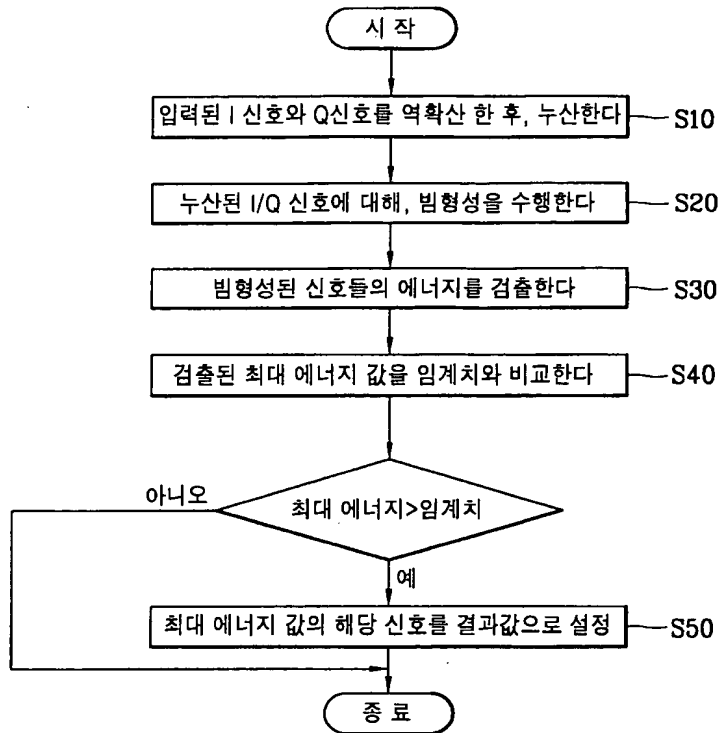 시 작
입력된 I 신호와 Q신호를 역확산 한 후, 누산한다
S10
누산된 I/Q 신호에 대해, 빔형성을 수행한다
S20
빔형성된 신호들의 에너지를 검출한다
S30
검출된 최대 에너지 값을 임계치와 비교한다
S40
최대 에너지>임계치
아니오
예
최대 에너지 값의 해당 신호를 결과값으로 설정
S50
종 료